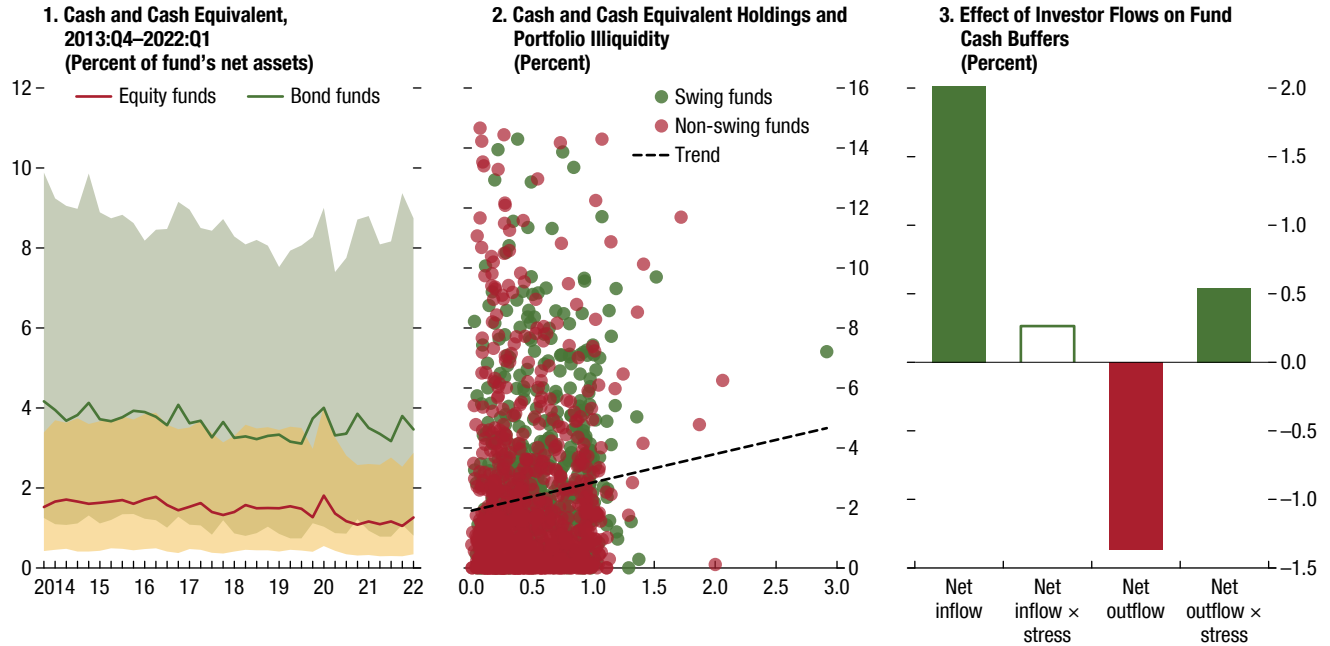 1. Cash and Cash Equivalent,
2013:Q4–2022:Q1
(Percent of fund's net assets)
Equity funds
Bond funds
12
10
8
6
4
2
0
2014 15 16 17 18 19 20 21 22
2. Cash and Cash Equivalent Holdings and
Portfolio Illiquidity
(Percent)
Swing funds
Non-swing funds
Trend
16
14
12
10
8
6
4
2
0
0.0 0.5 1.0 1.5 2.0 2.5 3.0
3. Effect of Investor Flows on Fund
Cash Buffers
(Percent)
2.0
1.5
1.0
0.5
0.0
–0.5
–1.0
–1.5
Net
inflow
Net
inflow ×
stress
Net
outflow
Net
outflow ×
stress